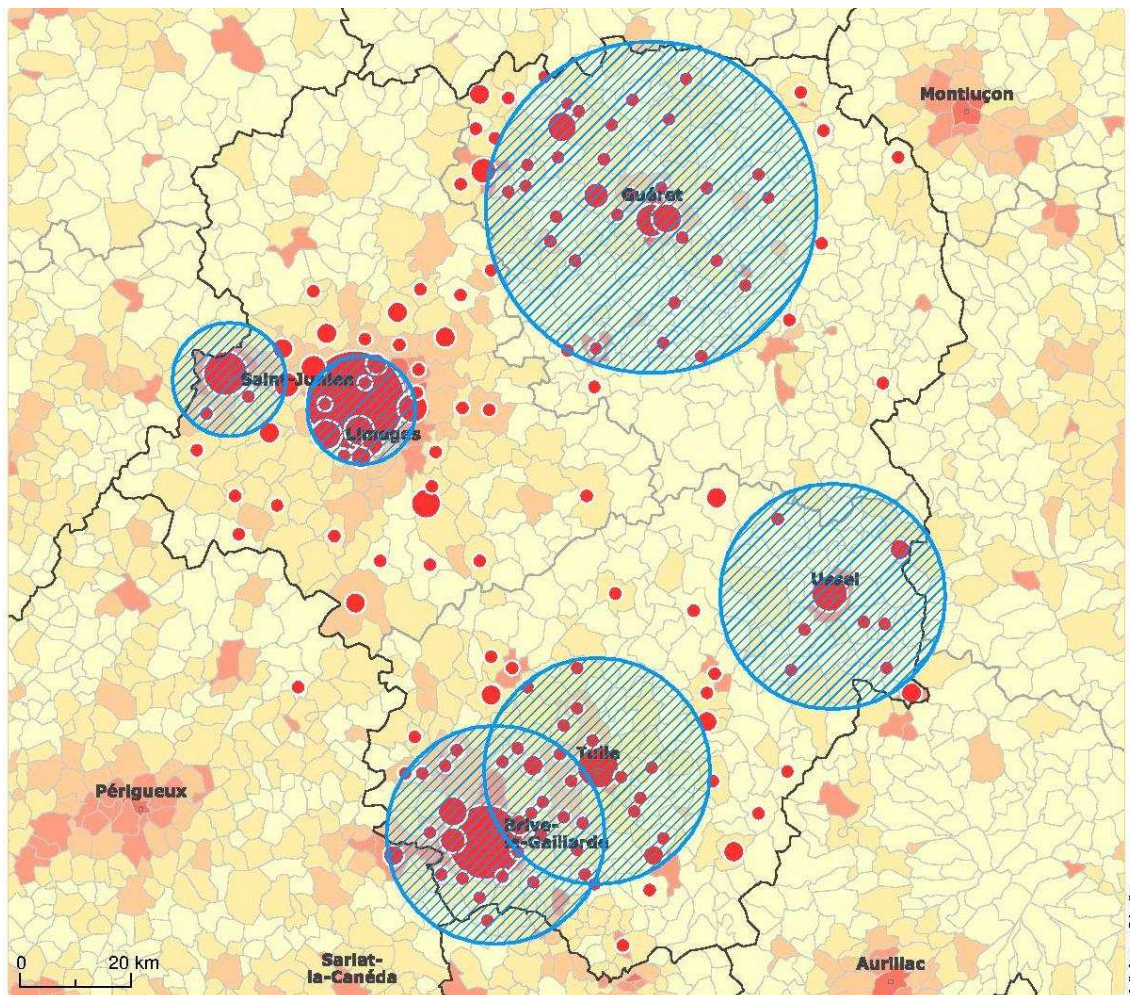 Montluçon
Guéret
Saint-Junien
Limoges
Ussel
Tulle
Périgueux
Brive-
la-Gaillarde
0 20 km
Sarlat-
la-Canéda
Aurillac